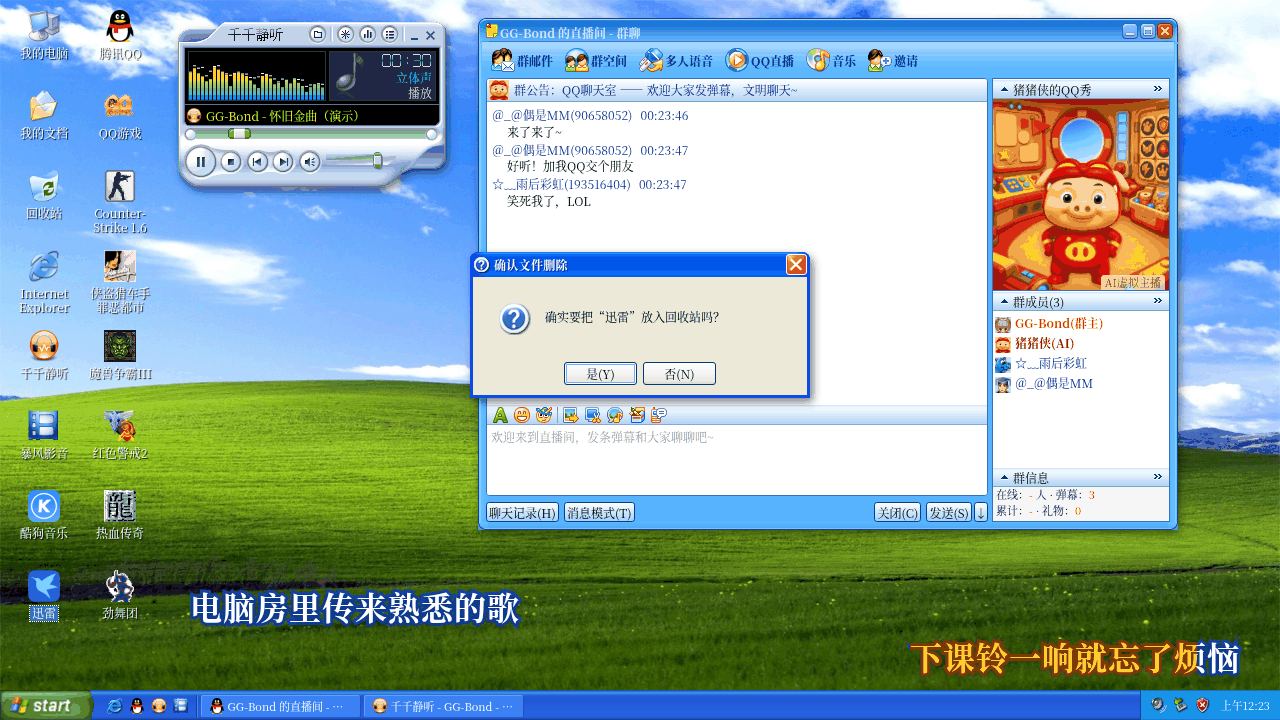 我的电脑
腾讯QQ
我的文档
QQ游戏
回收站
Counter-
Strike 1.6
Internet
Explorer
侠盗猎车手
罪恶都市
千千静听
魔兽争霸III
暴风影音
红色警戒2
酷狗音乐
热血传奇
迅雷
劲舞团
千千静听
00:30
立体声
播放
GG-Bond - 怀旧金曲（演示）
GG-Bond 的直播间 - 群聊
群邮件
群空间
多人语音
QQ直播
音乐
邀请
群公告: QQ聊天室 —— 欢迎大家发弹幕，文明聊天~
@_@偶是MM(90658052) 00:23:46
来了来了~
@_@偶是MM(90658052) 00:23:47
好听！加我QQ交个朋友
☆﹏雨后彩虹(193516404) 00:23:47
笑死我了，LOL
确认文件删除
确实要把“迅雷”放入回收站吗?
是(Y)
否(N)
欢迎来到直播间，发条弹幕和大家聊聊吧~
聊天记录(H)
消息模式(T)
关闭(C)
发送(S)
↓
猪猪侠的QQ秀
AI虚拟主播
群成员(3)
GG-Bond(群主)
猪猪侠(AI)
☆﹏雨后彩虹
@_@偶是MM
群信息
在线: - 人 · 弹幕: 3
累计: - · 礼物: 0
电脑房里传来熟悉的歌
下课铃一响就忘了烦恼
start
GG-Bond 的直播间 - ···
千千静听 - GG-Bond - ···
上午12:23